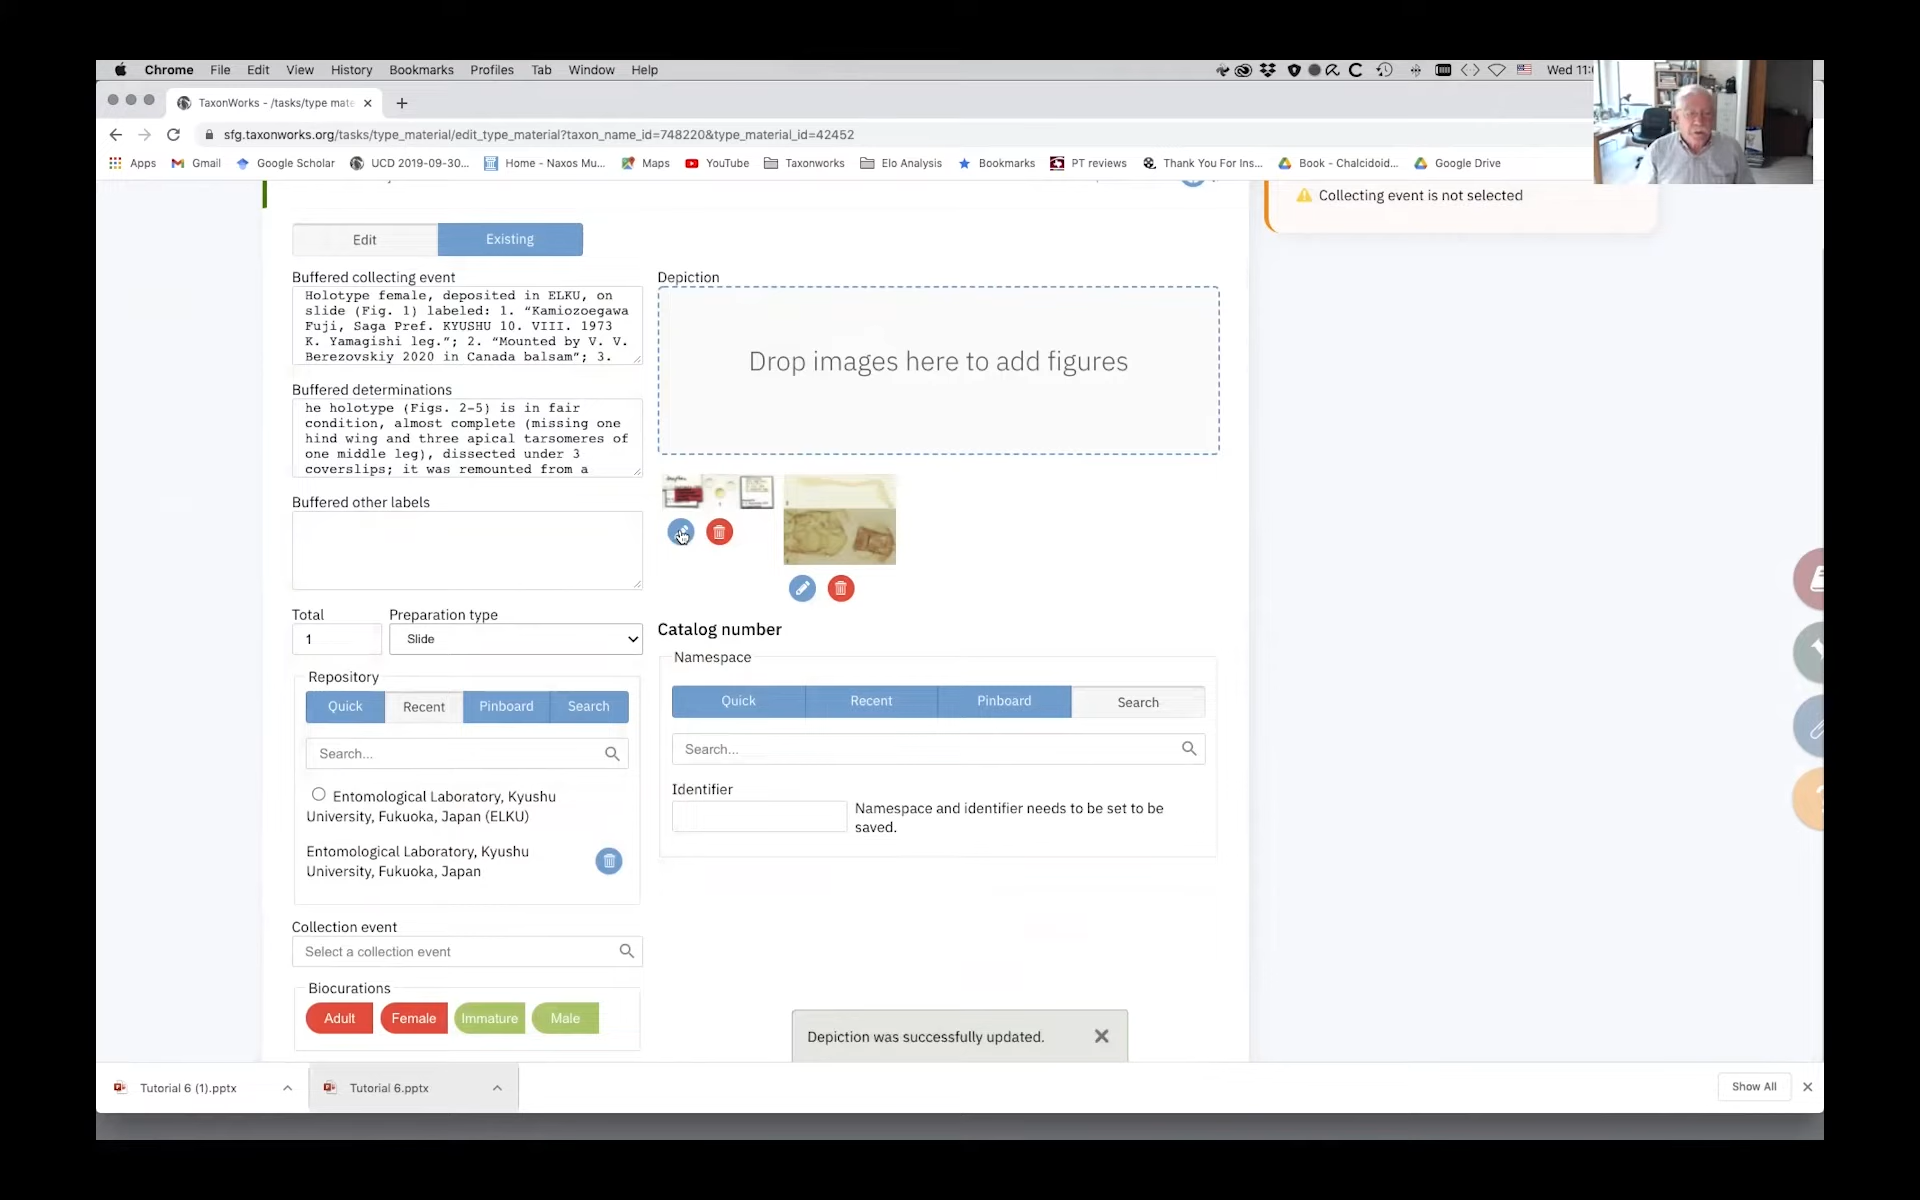 Chrome File Edit View History Bookmarks Profiles Tab Window Help
TaxonWorks - /tasks/type mate
sfg.taxonworks.org/tasks/type_material/edit_type_material?taxon_name_id=748220&type_material_id=42452
Apps Gmail Google Scholar UCD 2019-09-30... Home - Naxos Mu... Maps YouTube Taxonworks Elo Analysis Bookmarks PT reviews Thank You For Ins... Book - Chalcidoid... Google Drive
Collecting event is not selected
Edit Existing
Buffered collecting event
Holotype female, deposited in ELKU, on
slide (Fig. 1) labeled: 1. “Kamiozoegawa
Fuji, Saga Pref. KYUSHU 10. VIII. 1973
K. Yamagishi leg.”; 2. “Mounted by V. V.
Berezovskiy 2020 in Canada balsam”; 3.
Depiction
Drop images here to add figures
Buffered determinations
he holotype (Figs. 2–5) is in fair
condition, almost complete (missing one
hind wing and three apical tarsomeres of
one middle leg), dissected under 3
coverslips; it was remounted from a
Buffered other labels
Total Preparation type
1 Slide
Repository
Quick Recent Pinboard Search
Search...
Entomological Laboratory, Kyushu
University, Fukuoka, Japan (ELKU)
Entomological Laboratory, Kyushu
University, Fukuoka, Japan
Catalog number
Namespace
Quick Recent Pinboard Search
Search...
Identifier
Namespace and identifier needs to be set to be
saved.
Collection event
Select a collection event
Biocurations
Adult Female Immature Male
Depiction was successfully updated.
Tutorial 6 (1).pptx Tutorial 6.pptx Show All